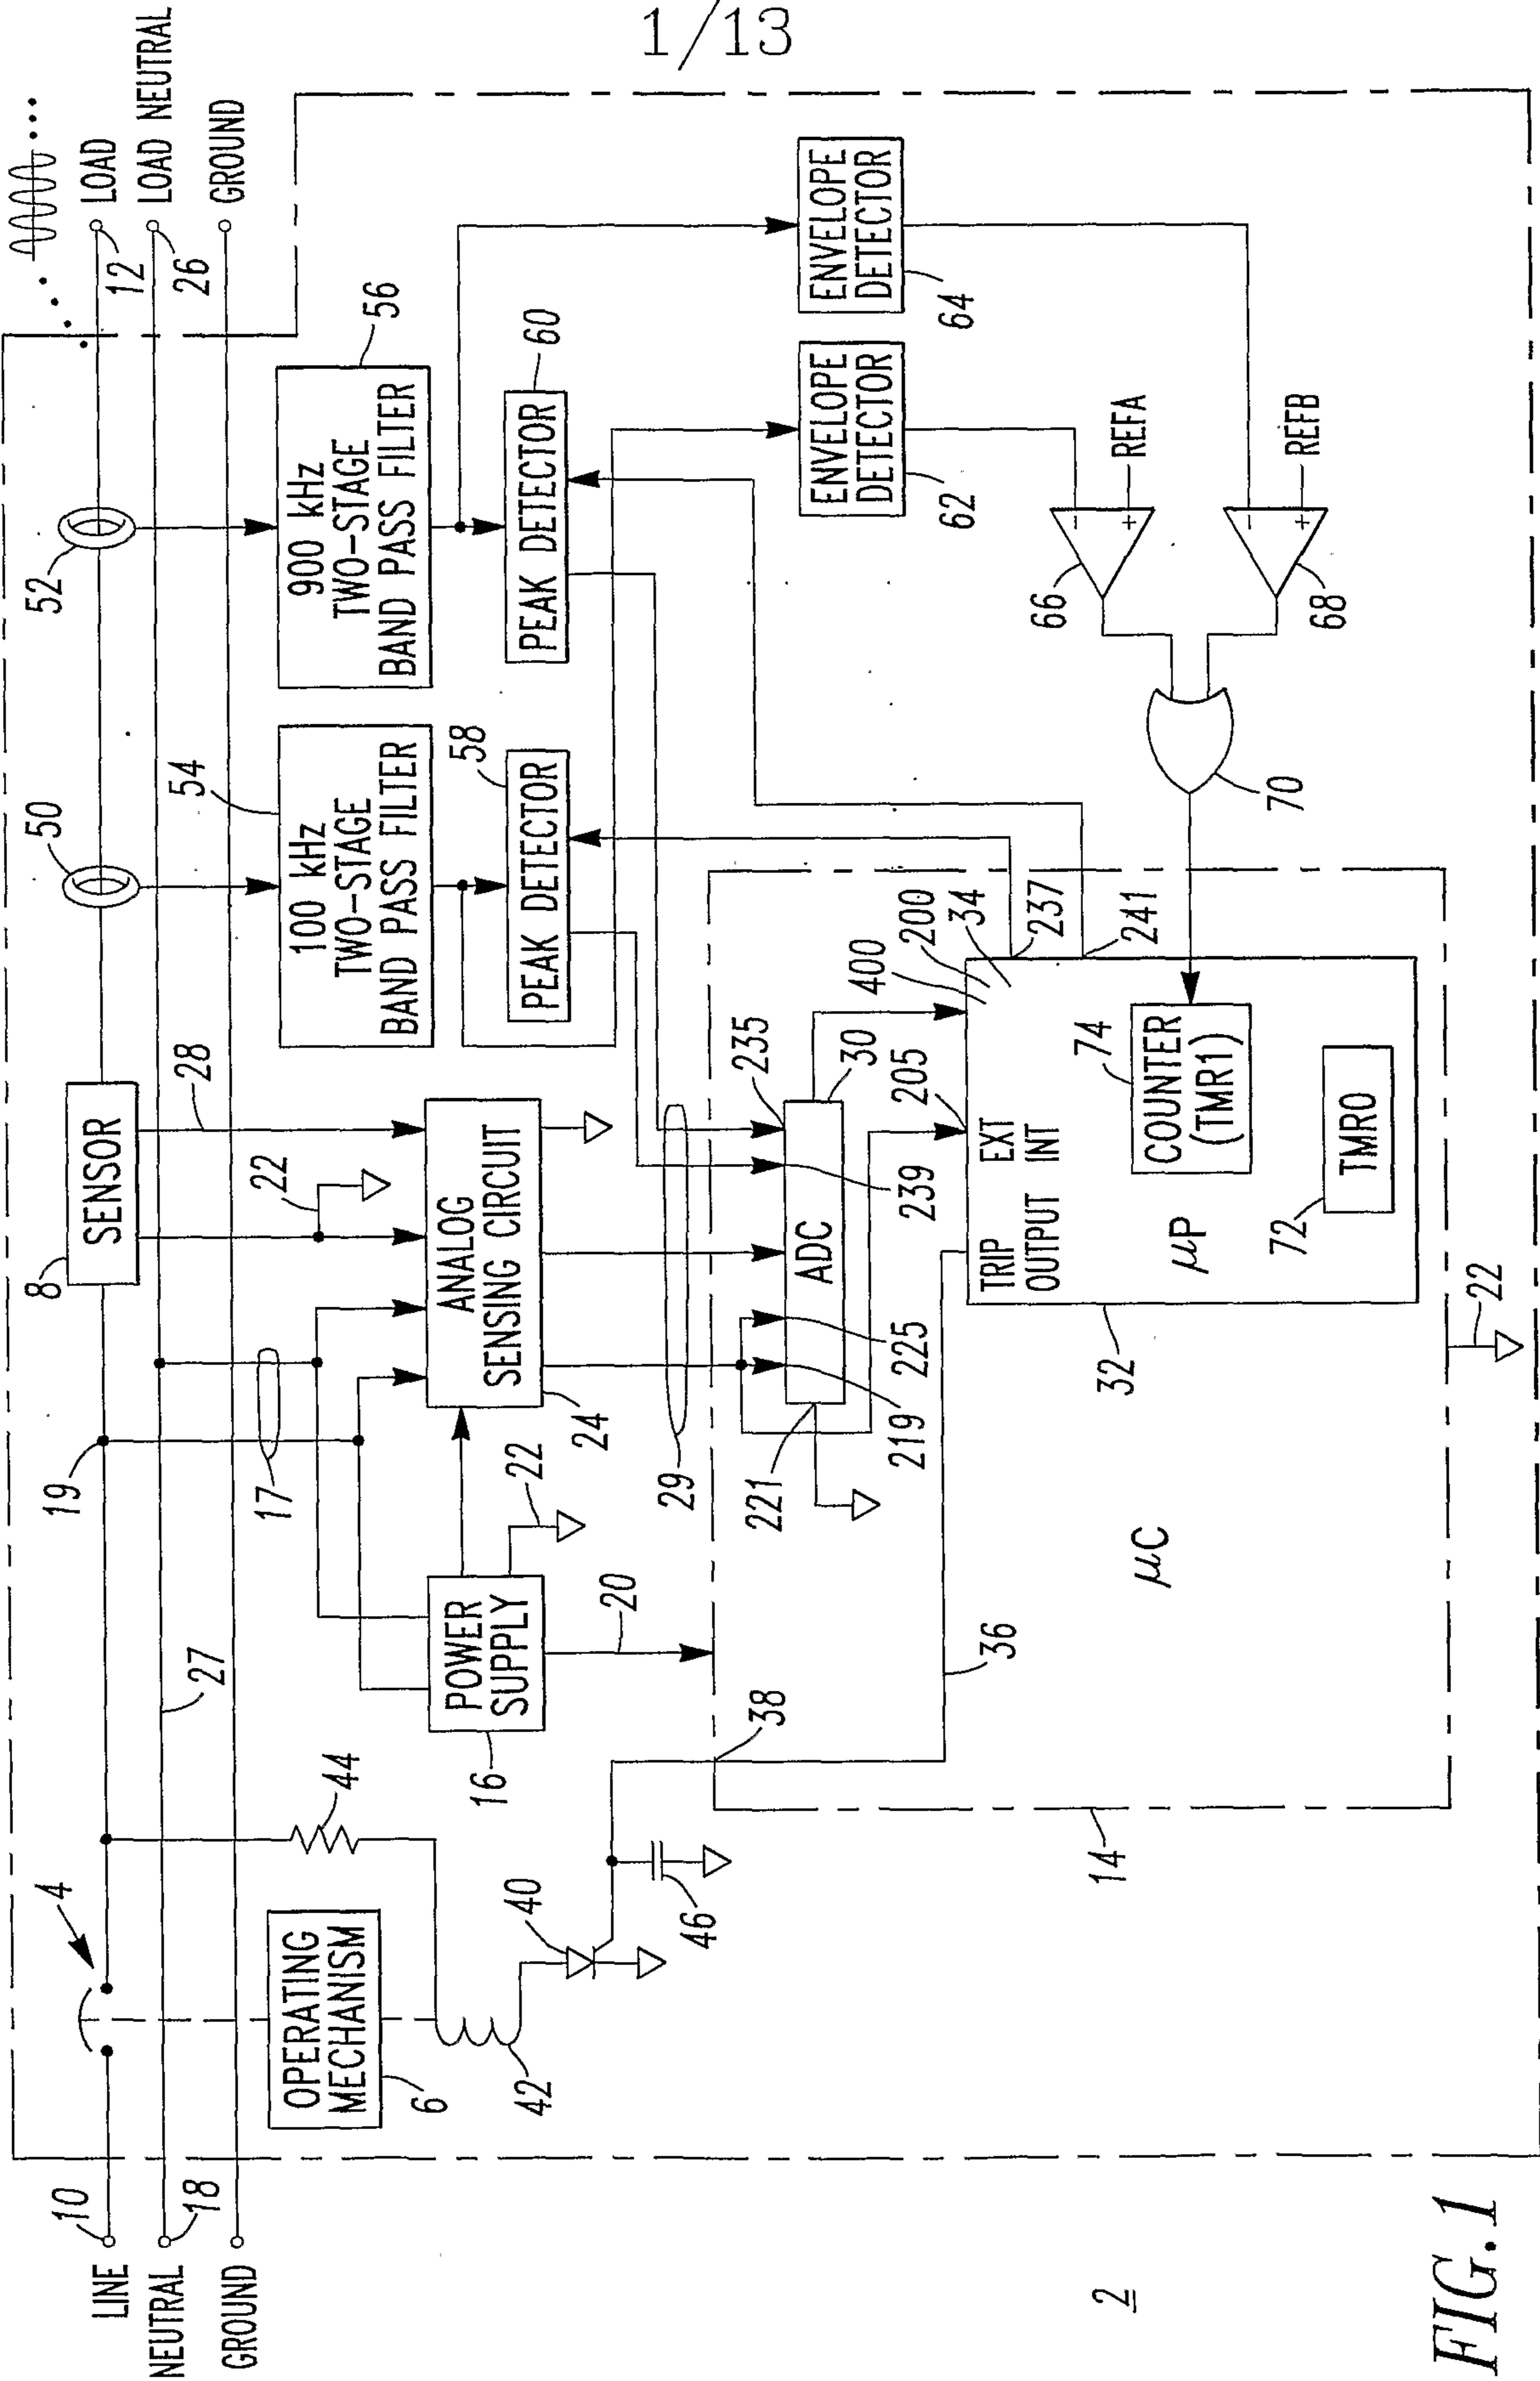 1/13
LINE
10
NEUTRAL
18
GROUND
4
OPERATING
MECHANISM
6
44
42
40
46
27
19
17
POWER
SUPPLY
16
22
20
38
36
8
SENSOR
22
28
ANALOG
SENSING CIRCUIT
24
29
50
52
54
100 kHz
TWO-STAGE
BAND PASS FILTER
56
900 kHz
TWO-STAGE
BAND PASS FILTER
58
PEAK DETECTOR
60
PEAK DETECTOR
12
LOAD
26
LOAD NEUTRAL
GROUND
ENVELOPE
DETECTOR
62
ENVELOPE
DETECTOR
64
66
-
+
REFA
68
-
+
REFB
70
221
219
225
239
235
ADC
30
205
400
200
34
237
241
TRIP
OUTPUT
EXT
INT
μP
74
COUNTER
(TMR1)
72
TMRO
32
μC
14
22
2
FIG. 1